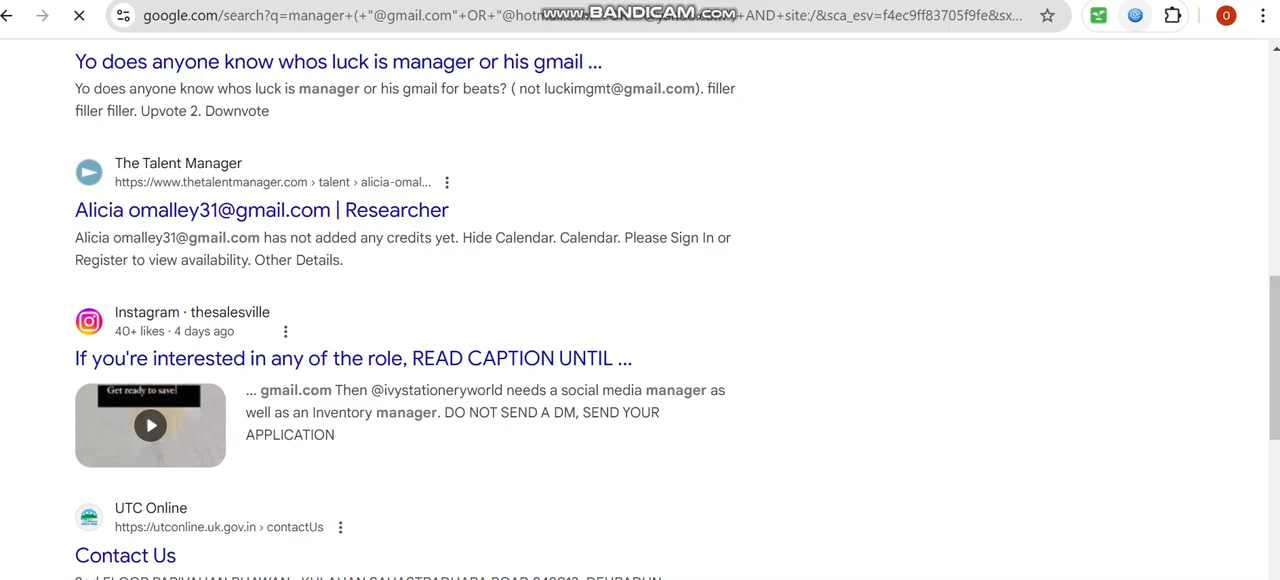 google.com/search?q=manager+(+"@gmail.com"+OR+"@hotm
www.BANDICAM.com
+AND+site:/&sca_esv=f4ec9ff83705f9fe&sx...
O
Yo does anyone know whos luck is manager or his gmail ...
Yo does anyone know whos luck is manager or his gmail for beats? ( not luckimgmt@gmail.com). filler
filler filler. Upvote 2. Downvote
The Talent Manager
https://www.thetalentmanager.com › talent › alicia-omal...
Alicia omalley31@gmail.com | Researcher
Alicia omalley31@gmail.com has not added any credits yet. Hide Calendar. Calendar. Please Sign In or
Register to view availability. Other Details.
Instagram · thesalesville
40+ likes · 4 days ago
If you're interested in any of the role, READ CAPTION UNTIL ...
Get ready to save!
... gmail.com Then @ivystationeryworld needs a social media manager as
well as an Inventory manager. DO NOT SEND A DM, SEND YOUR
APPLICATION
UTC Online
https://utconline.uk.gov.in › contactUs
Contact Us